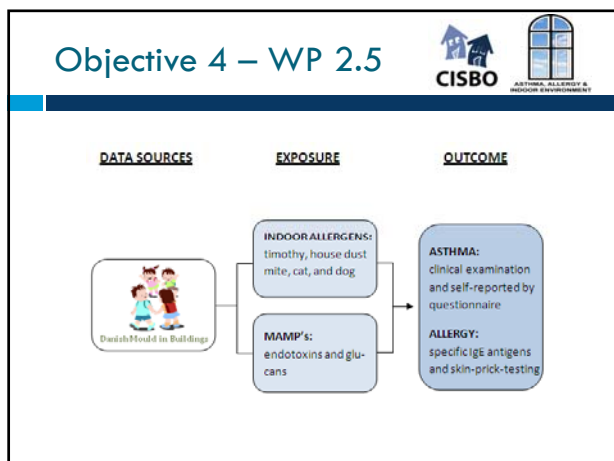 Objective 4 – WP 2.5
CISBO
ASTHMA, ALLERGY &
INDOOR ENVIRONMENT
DATA SOURCES
EXPOSURE
OUTCOME
Danish Mould in Buildings
INDOOR ALLERGENS:
timothy, house dust
mite, cat, and dog
MAMP's:
endotoxins and glu-
cans
ASTHMA:
clinical examination
and self-reported by
questionnaire
ALLERGY:
specific IgE antigens
and skin-prick-testing